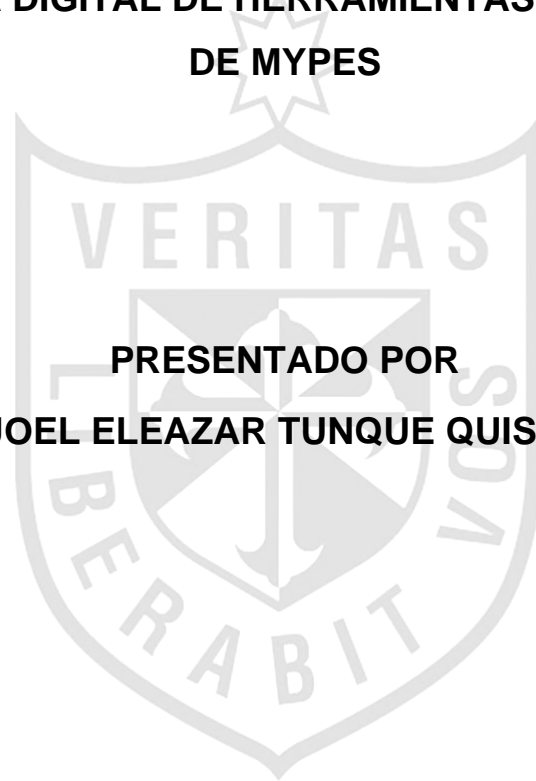 DIGITAL DE HERRAMIENTAS
DE MYPES
VERITAS
PRESENTADO POR
JOEL ELEAZAR TUNQUE QUIS
LIBERABIT VOS